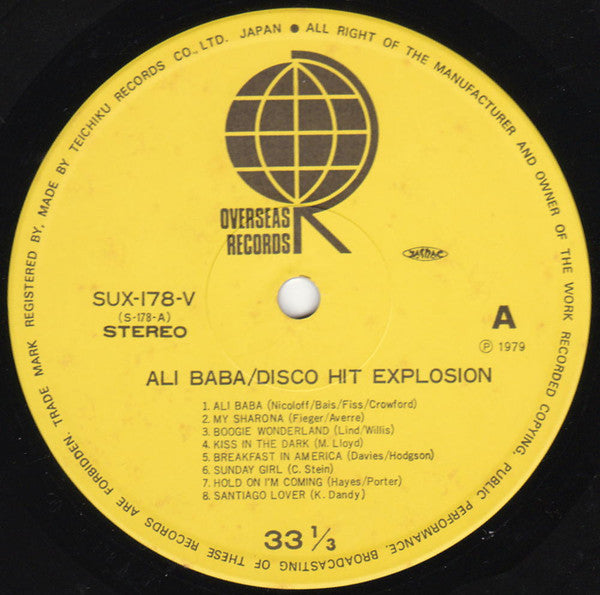 TRADE MARK REGISTERED BY, MADE BY TEICHIKU RECORDS CO., LTD. JAPAN ● ALL RIGHT OF THE MANUFACTURER AND OWNER OF THE WORK RECORDED COPYING, PUBLIC PERFORMANCE, BROADCASTING OF THESE RECORDS ARE FORBIDDEN.
OVERSEAS
RECORDS
JASRAC
SUX-178-V
(S-178-A)
STEREO
A
Ⓟ 1979
ALI BABA/DISCO HIT EXPLOSION
1. ALI BABA (Nicoloff/Bais/Fiss/Crowford)
2. MY SHARONA (Fieger/Averre)
3. BOOGIE WONDERLAND (Lind/Willis)
4. KISS IN THE DARK (M. Lloyd)
5. BREAKFAST IN AMERICA (Davies/Hodgson)
6. SUNDAY GIRL (C. Stein)
7. HOLD ON I'M COMING (Hayes/Porter)
8. SANTIAGO LOVER (K. Dandy)
33 1/3